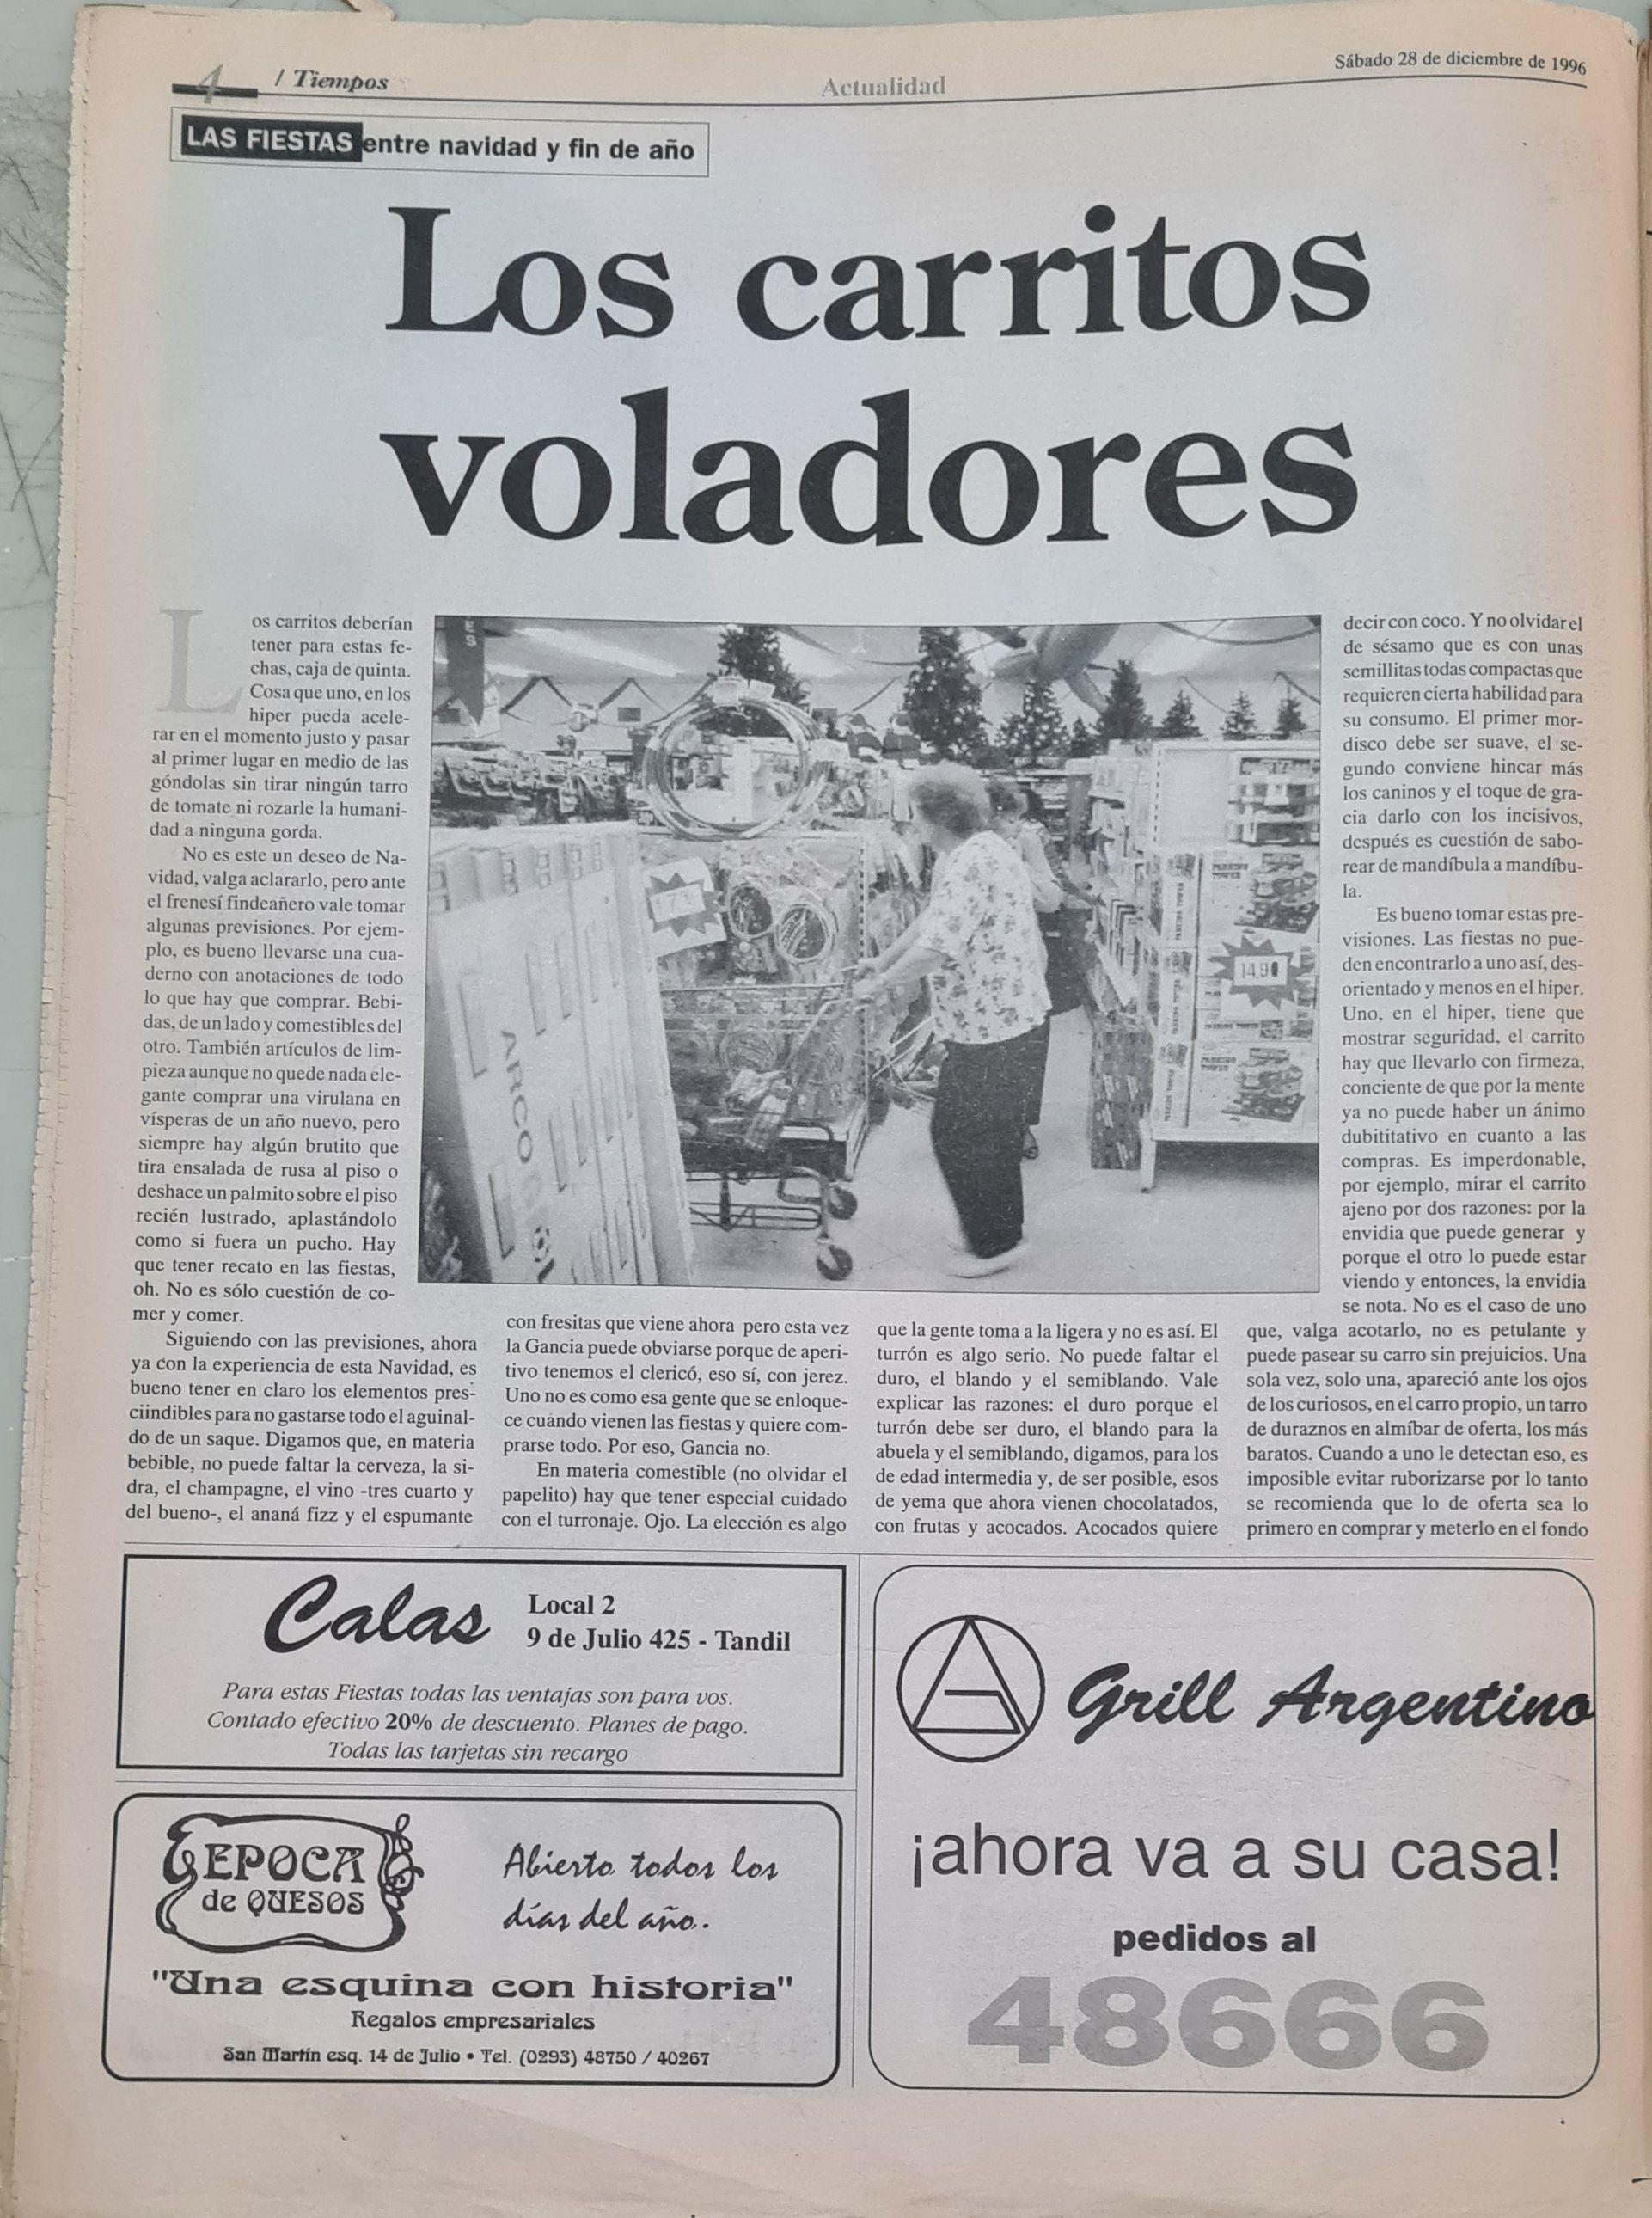 4 / Tiempos
Actualidad
Sábado 28 de diciembre de 1996
LAS FIESTAS entre navidad y fin de año
Los carritos
voladores
Los carritos deberían
tener para estas fe-
chas, caja de quinta.
Cosa que uno, en los
hiper pueda acele-
rar en el momento justo y pasar
al primer lugar en medio de las
góndolas sin tirar ningún tarro
de tomate ni rozarle la humani-
dad a ninguna gorda.
No es este un deseo de Na-
vidad, valga aclararlo, pero ante
el frenesí findeañero vale tomar
algunas previsiones. Por ejem-
plo, es bueno llevarse una cua-
derno con anotaciones de todo
lo que hay que comprar. Bebi-
das, de un lado y comestibles del
otro. También artículos de lim-
pieza aunque no quede nada ele-
gante comprar una virulana en
vísperas de un año nuevo, pero
siempre hay algún brutito que
tira ensalada de rusa al piso o
deshace un palmito sobre el piso
recién lustrado, aplastándolo
como si fuera un pucho. Hay
que tener recato en las fiestas,
oh. No es sólo cuestión de co-
mer y comer.
Siguiendo con las previsiones, ahora
ya con la experiencia de esta Navidad, es
bueno tener en claro los elementos pres-
ciindibles para no gastarse todo el aguinal-
do de un saque. Digamos que, en materia
bebible, no puede faltar la cerveza, la si-
dra, el champagne, el vino -tres cuarto y
del bueno-, el ananá fizz y el espumante
con fresitas que viene ahora pero esta vez
la Gancia puede obviarse porque de aperi-
tivo tenemos el clericó, eso sí, con jerez.
Uno no es como esa gente que se enloque-
ce cuándo vienen las fiestas y quiere com-
prarse todo. Por eso, Gancia no.
En materia comestible (no olvidar el
papelito) hay que tener especial cuidado
con el turronaje. Ojo. La elección es algo
que la gente toma a la ligera y no es así. El
turrón es algo serio. No puede faltar el
duro, el blando y el semiblando. Vale
explicar las razones: el duro porque el
turrón debe ser duro, el blando para la
abuela y el semiblando, digamos, para los
de edad intermedia y, de ser posible, esos
de yema que ahora vienen chocolatados,
con frutas y acocados. Acocados quiere
decir con coco. Y no olvidar el
de sésamo que es con unas
semillitas todas compactas que
requieren cierta habilidad para
su consumo. El primer mor-
disco debe ser suave, el se-
gundo conviene hincar más
los caninos y el toque de gra-
cia darlo con los incisivos,
después es cuestión de sabo-
rear de mandíbula a mandíbu-
la.
Es bueno tomar estas pre-
visiones. Las fiestas no pue-
den encontrarlo a uno así, des-
orientado y menos en el hiper.
Uno, en el hiper, tiene que
mostrar seguridad, el carrito
hay que llevarlo con firmeza,
conciente de que por la mente
ya no puede haber un ánimo
dubititativo en cuanto a las
compras. Es imperdonable,
por ejemplo, mirar el carrito
ajeno por dos razones: por la
envidia que puede generar y
porque el otro lo puede estar
viendo y entonces, la envidia
se nota. No es el caso de uno
que, valga acotarlo, no es petulante y
puede pasear su carro sin prejuicios. Una
sola vez, solo una, apareció ante los ojos
de los curiosos, en el carro propio, un tarro
de duraznos en almíbar de oferta, los más
baratos. Cuando a uno le detectan eso, es
imposible evitar ruborizarse por lo tanto
se recomienda que lo de oferta sea lo
primero en comprar y meterlo en el fondo
ES
ARCO
14.90
Calas
Local 2
9 de Julio 425 - Tandil
Para estas Fiestas todas las ventajas son para vos.
Contado efectivo 20% de descuento. Planes de pago.
Todas las tarjetas sin recargo
EPOCA
de QUESOS
Abierto todos los
días del año..
"Una esquina con historia"
Regalos empresariales
San Martín esq. 14 de Julio • Tel. (0293) 48750 / 40267
Grill Argentino
¡ahora va a su casa!
pedidos al
48666